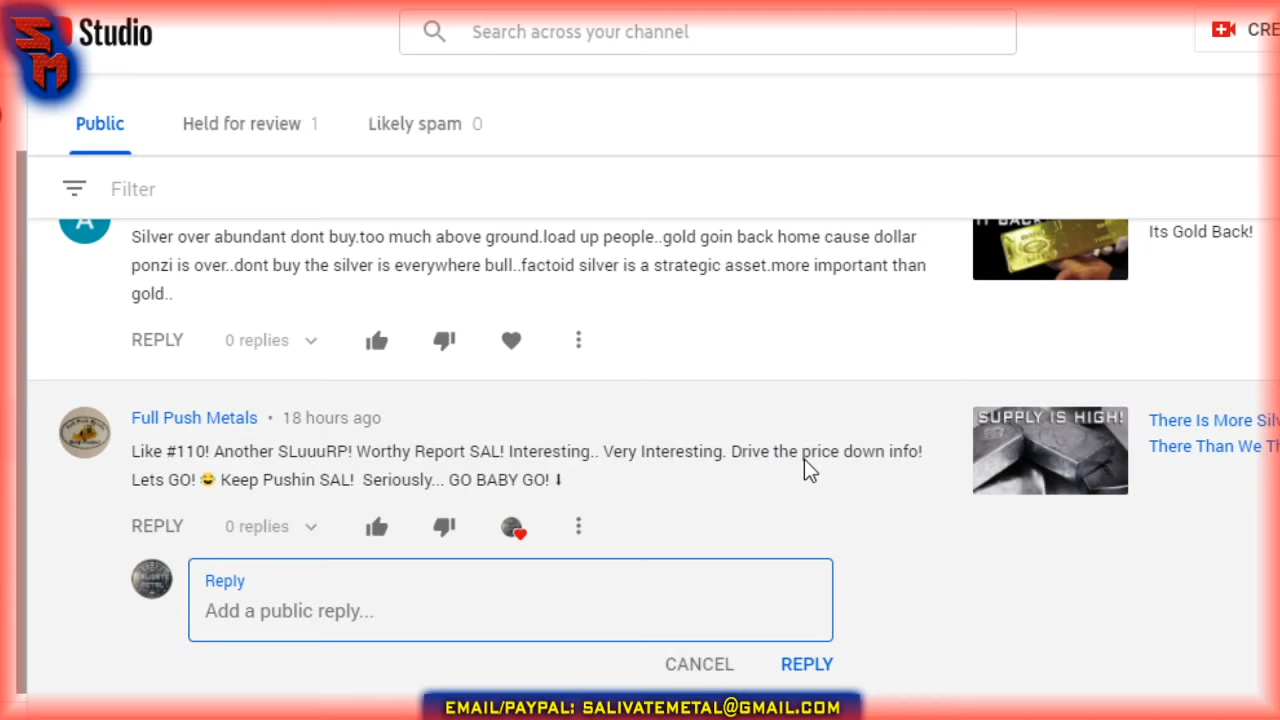 SM
Studio
Search across your channel
CRE
Public
Held for review 1
Likely spam 0
Filter
A
Silver over abundant dont buy.too much above ground.load up people..gold goin back home cause dollar
ponzi is over..dont buy the silver is everywhere bull..factoid silver is a strategic asset.more important than
gold..
IT BACK
Its Gold Back!
REPLY
0 replies
Full Push Metals • 18 hours ago
Like #110! Another SLuuuRP! Worthy Report SAL! Interesting.. Very Interesting. Drive the price down info!
Lets GO! 😂 Keep Pushin SAL! Seriously... GO BABY GO! ⬇
SUPPLY IS HIGH!
There Is More Silv
There Than We T
REPLY
0 replies
Reply
Add a public reply...
CANCEL
REPLY
EMAIL/PAYPAL: SALIVATEMETAL@GMAIL.COM